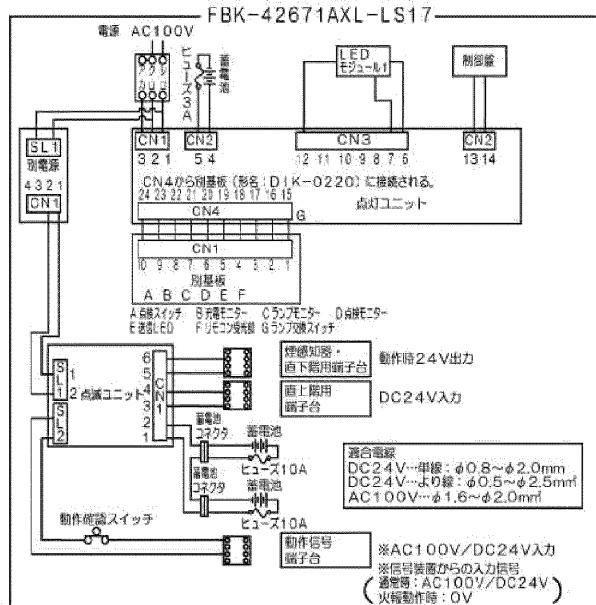 FBK-42671AXL-LS17
電源 AC100V
アカ クロ シロ
ヒューズ3A
蓄電池
LED
モジュール1
制御盤
SL1
別電源
4 3 2 1
CN1
CN1
3 2 1
CN2
5 4
CN3
12 11 10 9 8 7 6
CN2
13 14
CN4から別基板（形名：DIK-0220）に接続される。
24 23 22 21 20 19 18 17 16 15
CN4
G
点灯ユニット
CN1
10 9 8 7 6 5 4 3 2 1
別基板
A B C D E F
A 点検スイッチ B 充電モニター C ランプモニター D 点検モニター
E 送信LED F リモコン受光部 G ランプ交換スイッチ
SL1
1
2
点滅ユニット
SL2
6
5
4
3
2
1
CN1
煙感知器・
直下階用端子台
動作時24V出力
直上階用
端子台
DC24V入力
蓄電池
コネクタ
蓄電池
ヒューズ10A
蓄電池
コネクタ
蓄電池
ヒューズ10A
適合電線
DC24V…単線：φ0.8～φ2.0mm
DC24V…より線：φ0.5～φ2.5mm²
AC100V…φ1.6～φ2.0mm²
動作確認スイッチ
動作信号
端子台
※AC100V/DC24V入力
※信号装置からの入力信号
（通常時：AC100V/DC24V
火報動作時：0V）